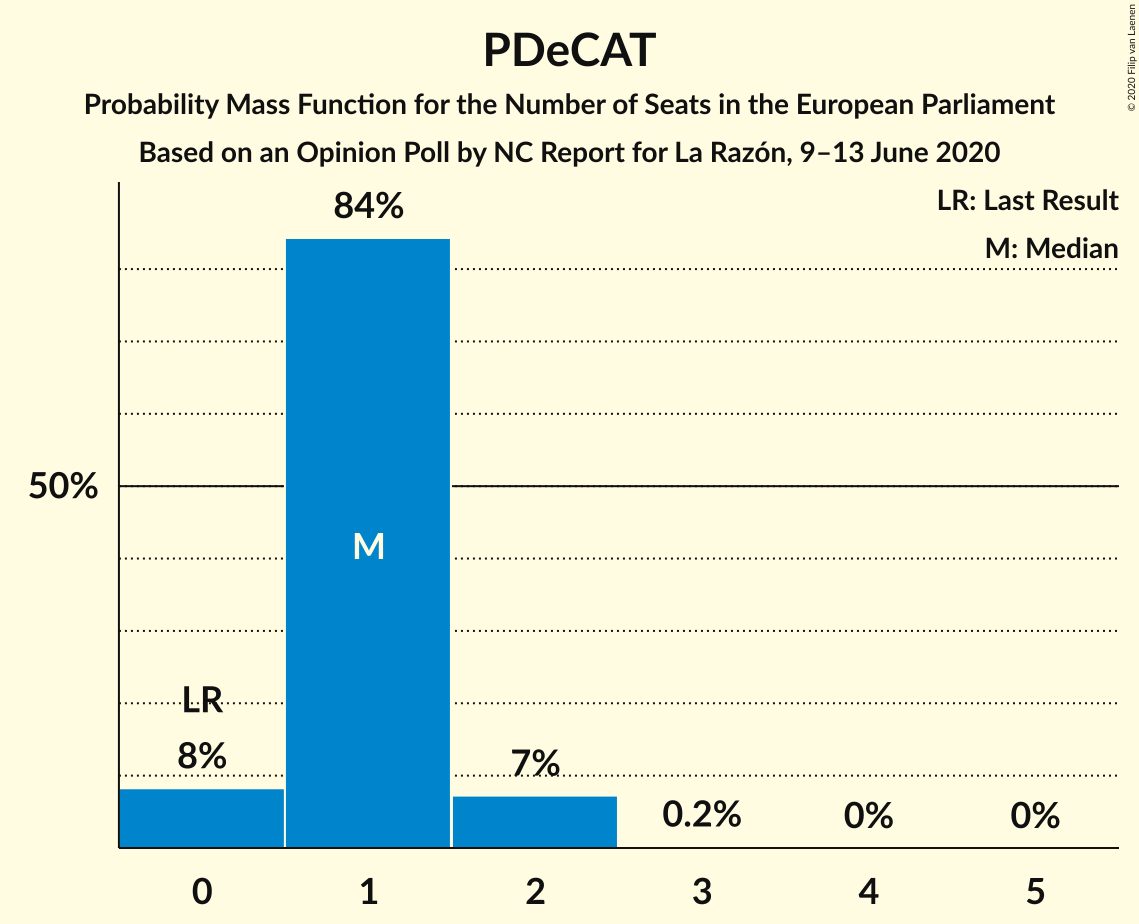 PDeCAT
Probability Mass Function for the Number of Seats in the European Parliament
Based on an Opinion Poll by NC Report for La Razón, 9–13 June 2020
© 2020 Filip van Laenen
LR: Last Result
M: Median
84%
50%
M
LR
8%
7%
0.2%
0%
0%
0 1 2 3 4 5